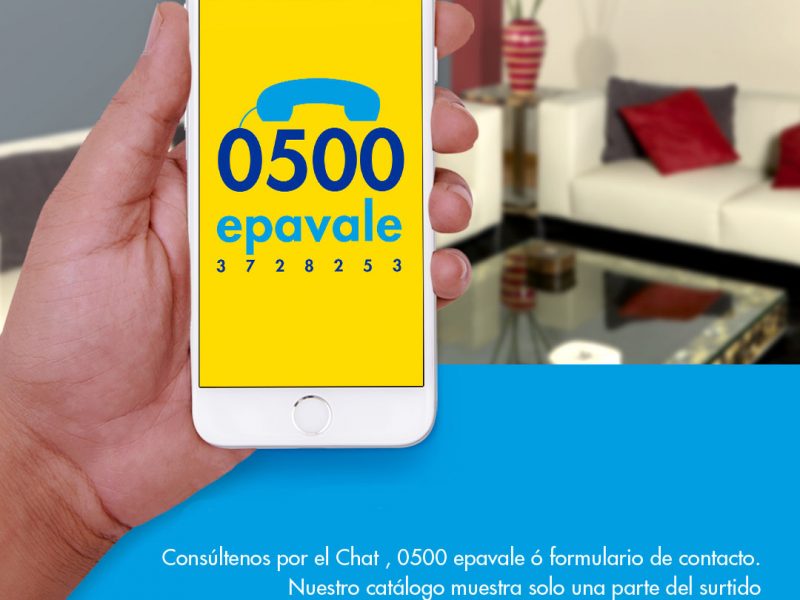 0500
epavale
3 7 2 8 2 5 3
Consúltenos por el Chat , 0500 epavale ó formulario de contacto.
Nuestro catálogo muestra solo una parte del surtido